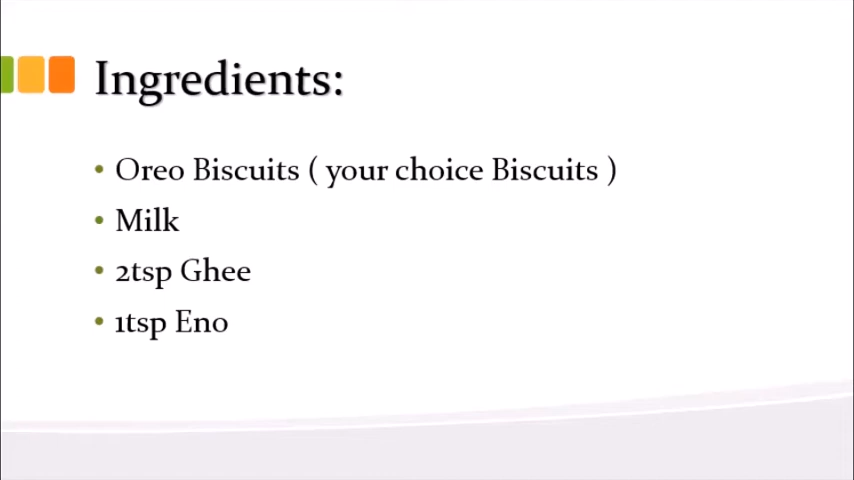 Ingredients:
• Oreo Biscuits ( your choice Biscuits )
• Milk
• 2tsp Ghee
• 1tsp Eno